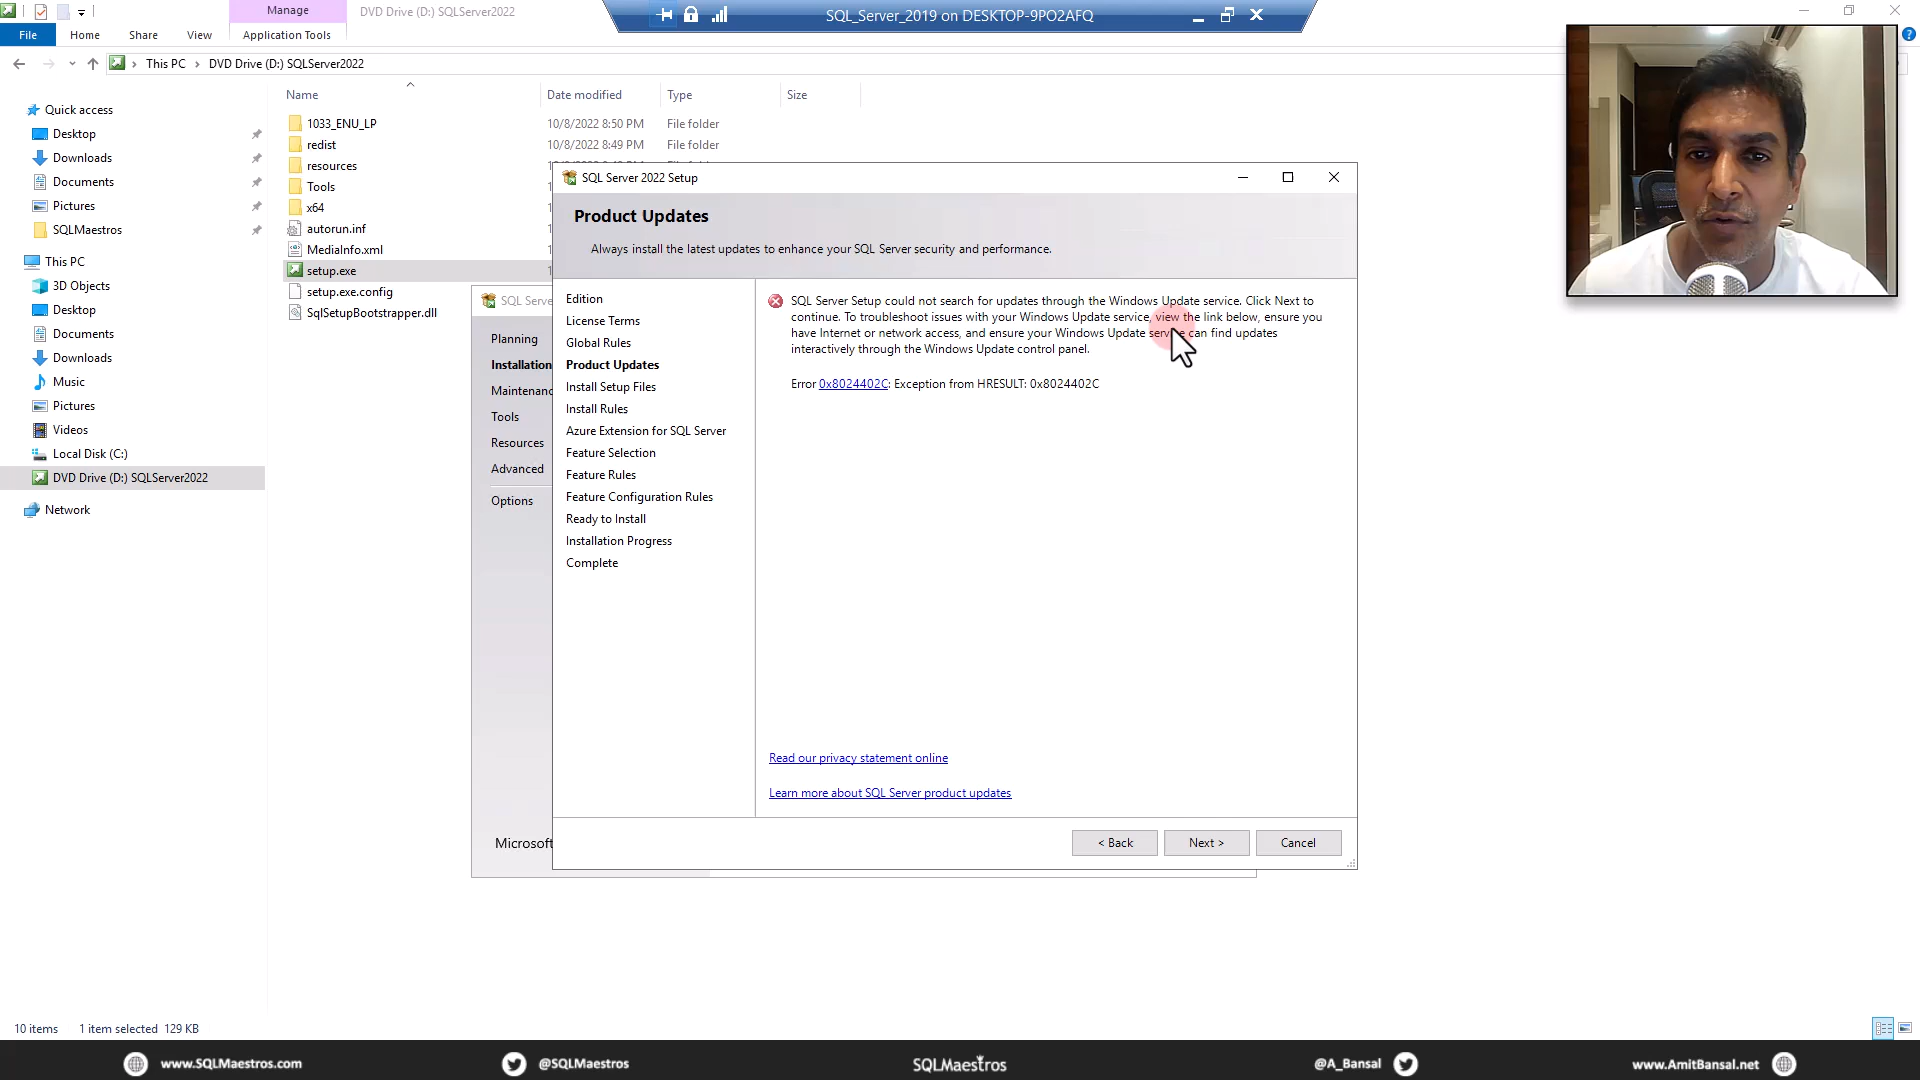 Manage
DVD Drive (D:) SQLServer2022
SQL_Server_2019 on DESKTOP-9PO2AFQ
File
Home
Share
View
Application Tools
This PC
DVD Drive (D:) SQLServer2022
Name
Date modified
Type
Size
Quick access
Desktop
Downloads
Documents
Pictures
SQLMaestros
This PC
3D Objects
Desktop
Documents
Downloads
Music
Pictures
Videos
Local Disk (C:)
DVD Drive (D:) SQLServer2022
Network
1033_ENU_LP 10/8/2022 8:50 PM File folder
redist 10/8/2022 8:49 PM File folder
resources
Tools
x64
autorun.inf
MediaInfo.xml
setup.exe
setup.exe.config
SqlSetupBootstrapper.dll
SQL Serve
Planning
Installation
Maintenanc
Tools
Resources
Advanced
Options
Microsoft
SQL Server 2022 Setup
Product Updates
Always install the latest updates to enhance your SQL Server security and performance.
Edition
License Terms
Global Rules
Product Updates
Install Setup Files
Install Rules
Azure Extension for SQL Server
Feature Selection
Feature Rules
Feature Configuration Rules
Ready to Install
Installation Progress
Complete
SQL Server Setup could not search for updates through the Windows Update service. Click Next to
continue. To troubleshoot issues with your Windows Update service, view the link below, ensure you
have Internet or network access, and ensure your Windows Update service can find updates
interactively through the Windows Update control panel.
Error 0x8024402C: Exception from HRESULT: 0x8024402C
Read our privacy statement online
Learn more about SQL Server product updates
< Back
Next >
Cancel
10 items 1 item selected 129 KB
www.SQLMaestros.com
@SQLMaestros
SQLMaestros
@A_Bansal
www.AmitBansal.net